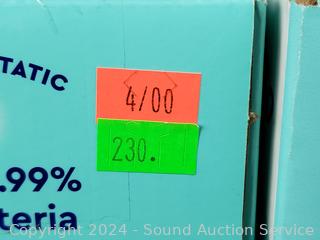 TATIC
4/00
230.
.99%
teria
Copyright 2024 - Sound Auction Service